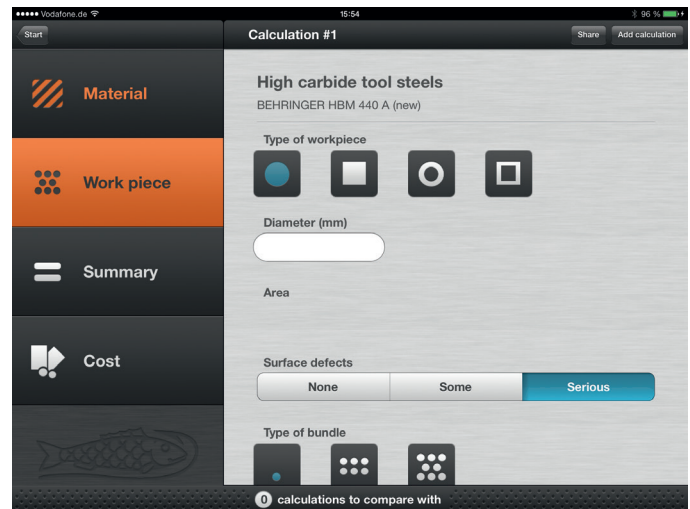 Vodafone.de
15:54
96 %
Start
Calculation #1
Share
Add calculation
Material
Work piece
Summary
Cost
High carbide tool steels
BEHRINGER HBM 440 A (new)
Type of workpiece
Diameter (mm)
Area
Surface defects
None
Some
Serious
Type of bundle
0 calculations to compare with